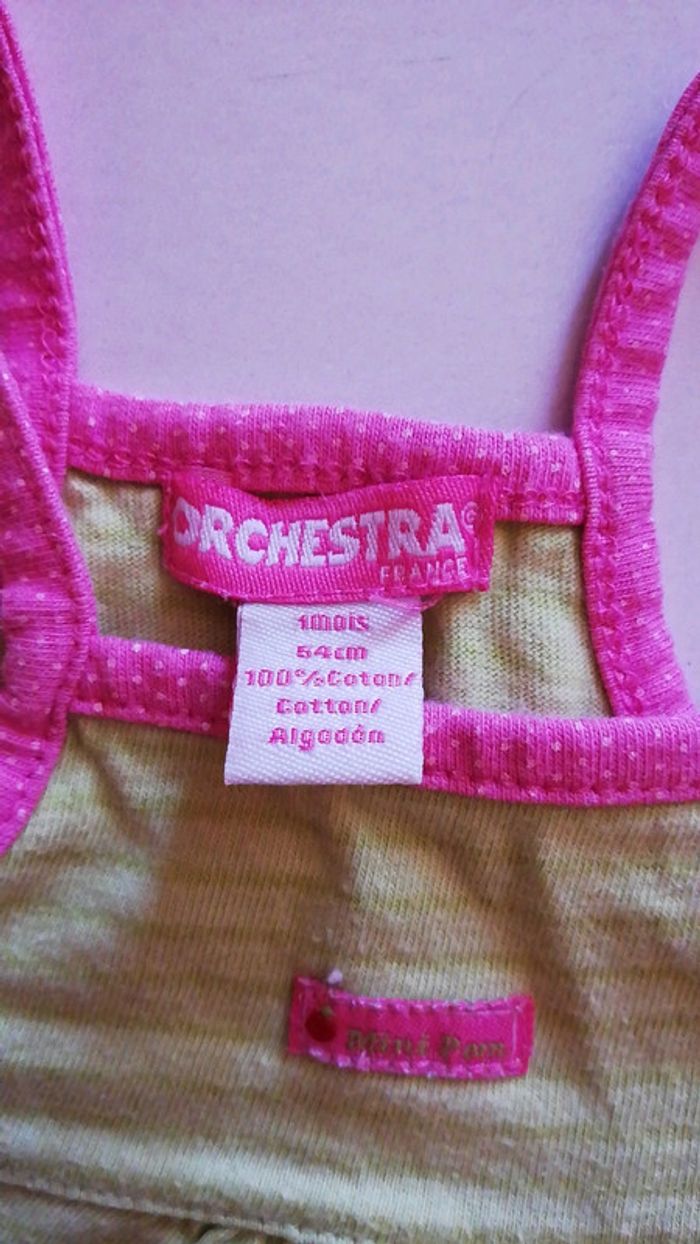 ORCHESTRA©
FRANCE
1mois
54cm
100%Coton/
Cotton/
Algodón
Mini Pom